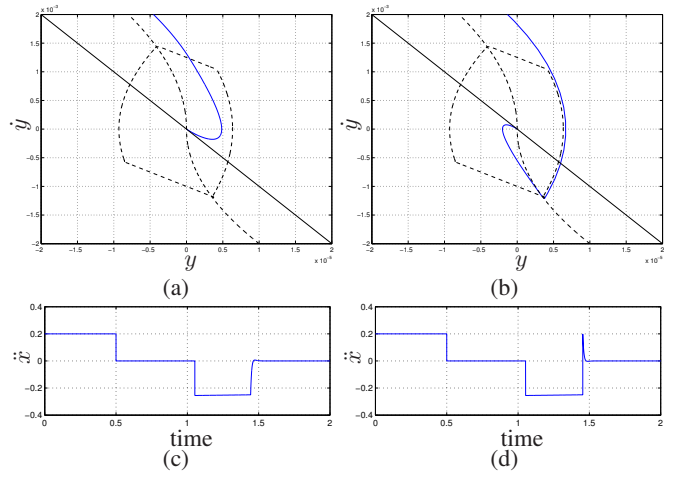 x 10⁻³ x 10⁻³
2 2
1.5 1.5
1 1
0.5 0.5
ẏ 0 ẏ 0
−0.5 −0.5
−1 −1
−1.5 −1.5
−2 −2
−2 −1.5 −1 −0.5 0 0.5 1 1.5 2 −2 −1.5 −1 −0.5 0 0.5 1 1.5 2
y x 10⁻⁶ y x 10⁻⁶
(a) (b)
0.4 0.4
0.2 0.2
ẍ 0 ẍ 0
−0.2 −0.2
−0.4 −0.4
0 0.5 1 1.5 2 0 0.5 1 1.5 2
time time
(c) (d)